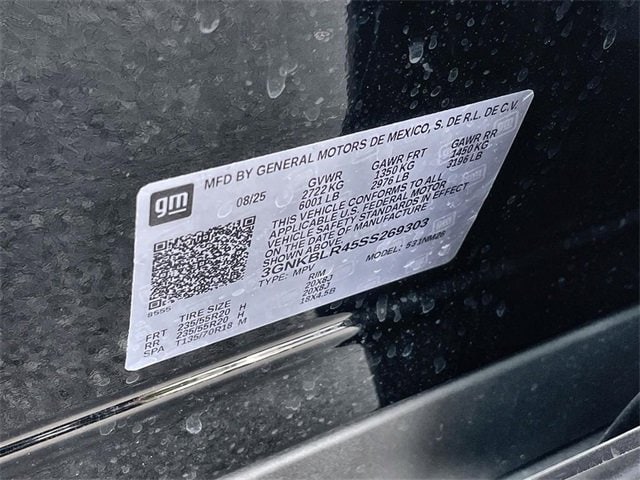 gm
MFD BY GENERAL MOTORS DE MEXICO, S. DE R.L. DE C.V.
08/25 GVWR GAWR FRT GAWR RR
2722 KG 1350 KG 1450 KG
6001 LB 2976 LB 3196 LB
THIS VEHICLE CONFORMS TO ALL
APPLICABLE U.S. FEDERAL MOTOR
VEHICLE SAFETY STANDARDS IN EFFECT
ON THE DATE OF MANUFACTURE
SHOWN ABOVE.
3GNKBLR45SS269303
TYPE: MPV MODEL: 531NM26
8555
TIRE SIZE RIM
FRT 235/55R20 H 20X8J
RR 235/55R20 H 20X8J
SPA T135/70R18 M 18X4.5B